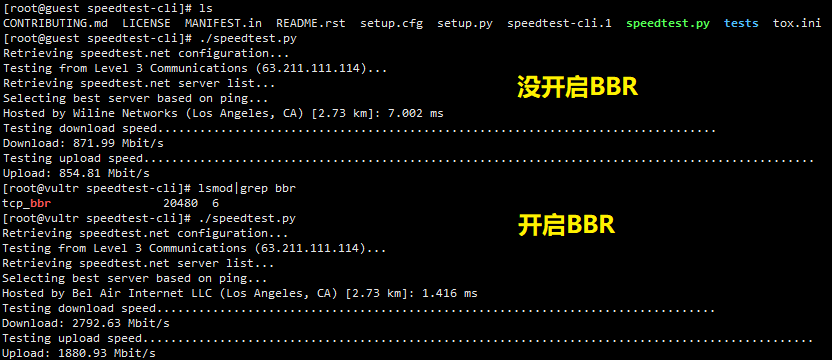 [root@guest speedtest-cli]# ls
CONTRIBUTING.md LICENSE MANIFEST.in README.rst setup.cfg setup.py speedtest-cli.1 speedtest.py tests tox.ini
[root@guest speedtest-cli]# ./speedtest.py
Retrieving speedtest.net configuration...
Testing from Level 3 Communications (63.211.111.114)...
Retrieving speedtest.net server list...
Selecting best server based on ping...
没开启BBR
Hosted by Wiline Networks (Los Angeles, CA) [2.73 km]: 7.002 ms
Testing download speed................................................................................
Download: 871.99 Mbit/s
Testing upload speed................................................................................................
Upload: 854.81 Mbit/s
[root@vultr speedtest-cli]# lsmod|grep bbr
tcp_bbr 20480 6
[root@vultr speedtest-cli]# ./speedtest.py
开启BBR
Retrieving speedtest.net configuration...
Testing from Level 3 Communications (63.211.111.114)...
Retrieving speedtest.net server list...
Selecting best server based on ping...
Hosted by Bel Air Internet LLC (Los Angeles, CA) [2.73 km]: 1.416 ms
Testing download speed................................................................................
Download: 2792.63 Mbit/s
Testing upload speed................................................................................................
Upload: 1880.93 Mbit/s